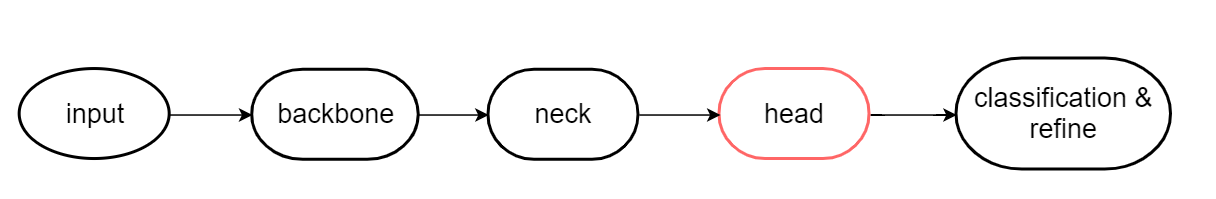 input
backbone
neck
head
classification &
refine